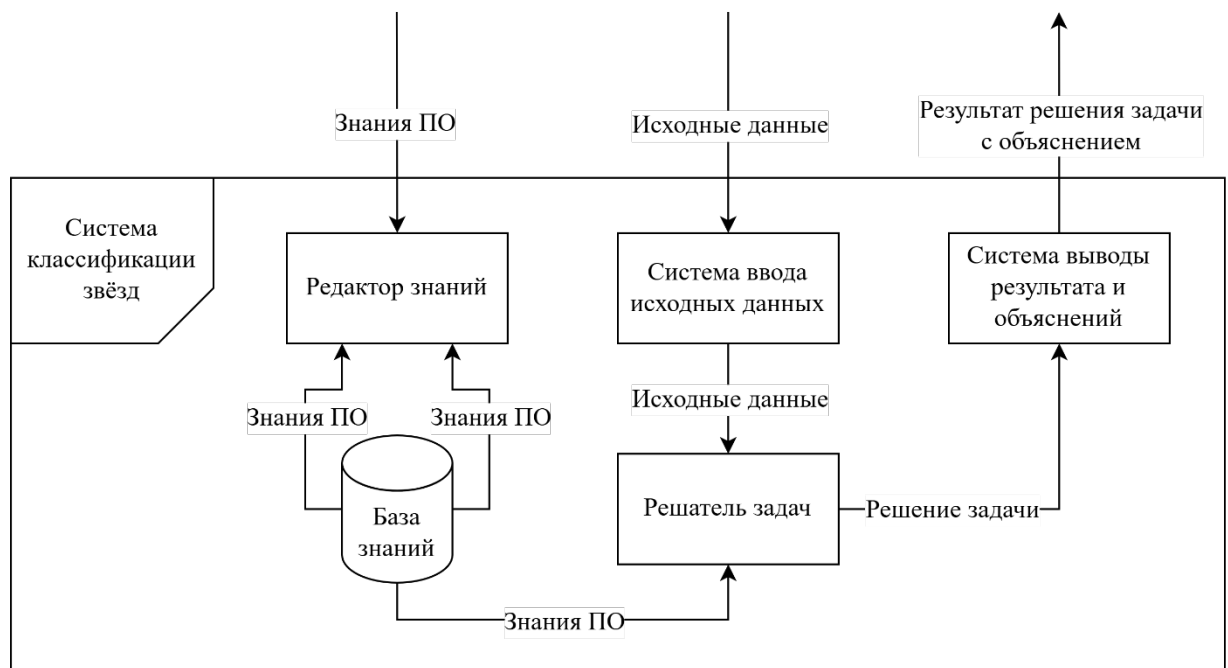 Знания ПО
Исходные данные
Результат решения задачи
с объяснением
Система
классификации
звёзд
Редактор знаний
Система ввода
исходных данных
Система выводы
результата и
объяснений
Знания ПО
Знания ПО
Исходные данные
База
знаний
Решатель задач
Решение задачи
Знания ПО